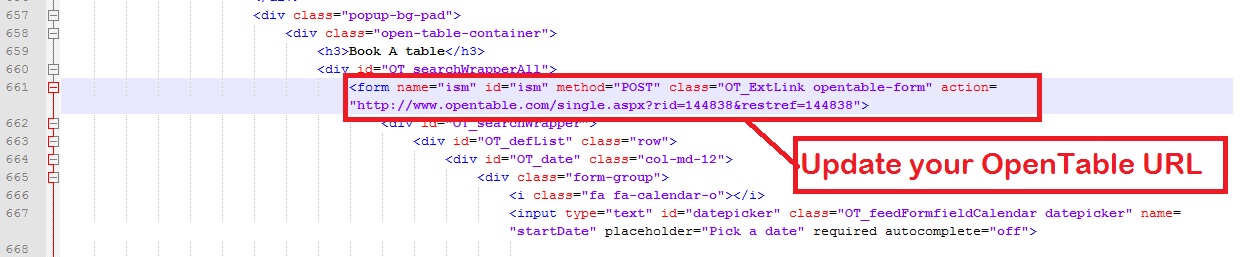 657 <div class="popup-bg-pad">
658 <div class="open-table-container">
659 <h3>Book A table</h3>
660 <div id="OT_searchWrapperAll">
661 <form name="ism" id="ism" method="POST" class="OT_ExtLink opentable-form" action=
"http://www.opentable.com/single.aspx?rid=144838&restref=144838">
662 <div id="OT_searchWrapper">
663 <div id="OT_defList" class="row">
Update your OpenTable URL
664 <div id="OT_date" class="col-md-12">
665 <div class="form-group">
666 <i class="fa fa-calendar-o"></i>
667 <input type="text" id="datepicker" class="OT_feedFormfieldCalendar datepicker" name=
"startDate" placeholder="Pick a date" required autocomplete="off">
668